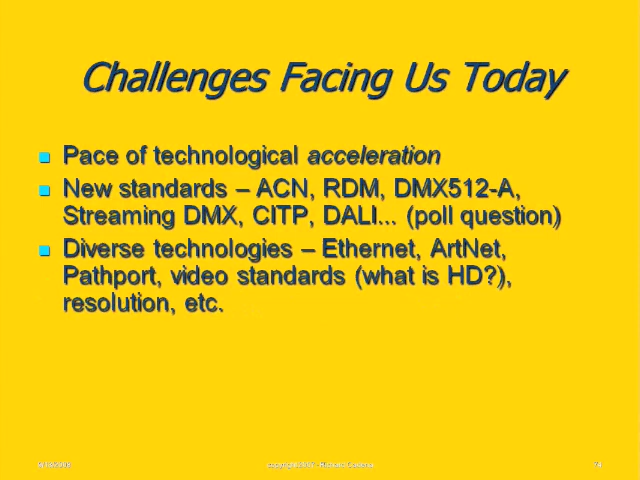 Challenges Facing Us Today
Pace of technological acceleration
New standards – ACN, RDM, DMX512-A,
Streaming DMX, CITP, DALI... (poll question)
Diverse technologies – Ethernet, ArtNet,
Pathport, video standards (what is HD?),
resolution, etc.